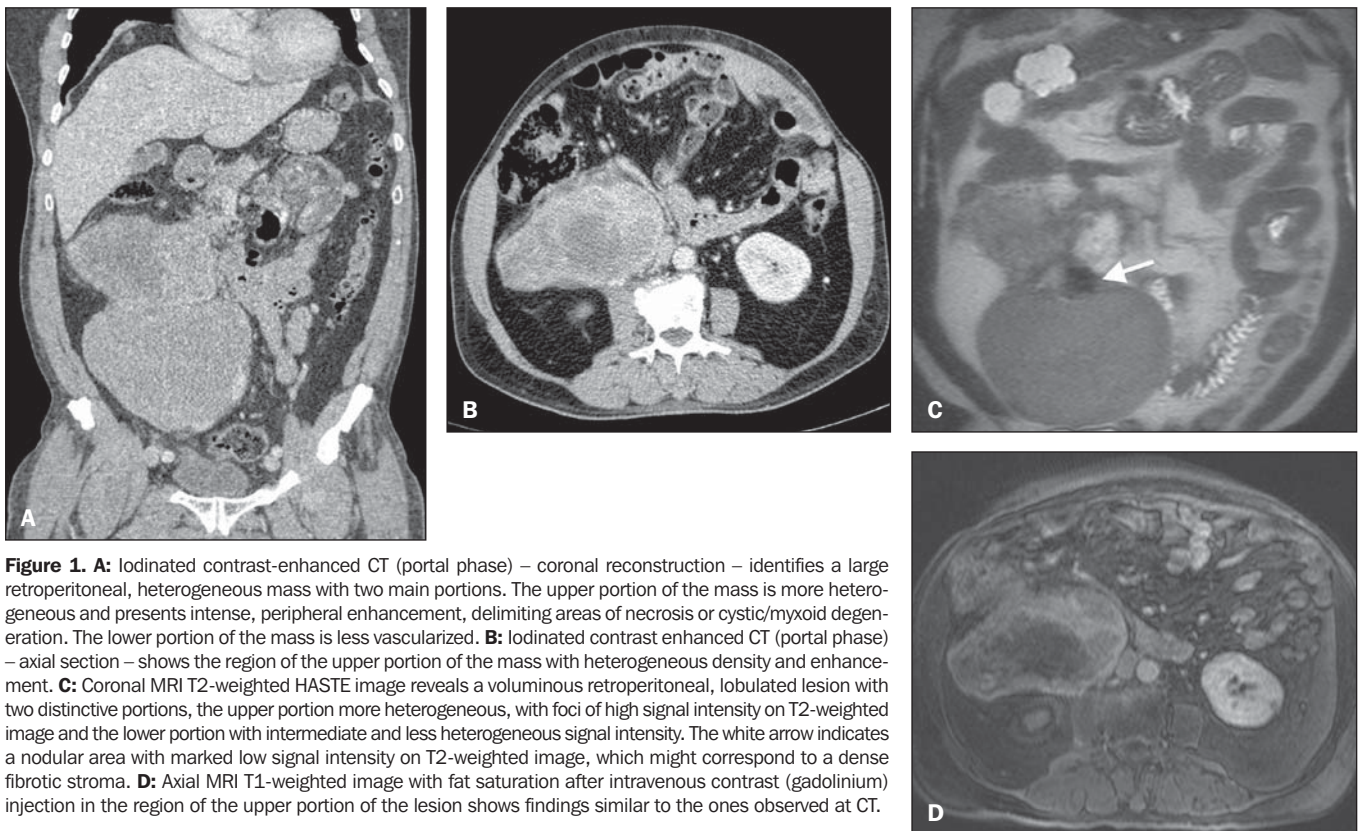 A
B
C
D
Figure 1. A: Iodinated contrast-enhanced CT (portal phase) – coronal reconstruction – identifies a large
retroperitoneal, heterogeneous mass with two main portions. The upper portion of the mass is more hetero-
geneous and presents intense, peripheral enhancement, delimiting areas of necrosis or cystic/myxoid degen-
eration. The lower portion of the mass is less vascularized. B: Iodinated contrast enhanced CT (portal phase)
– axial section – shows the region of the upper portion of the mass with heterogeneous density and enhance-
ment. C: Coronal MRI T2-weighted HASTE image reveals a voluminous retroperitoneal, lobulated lesion with
two distinctive portions, the upper portion more heterogeneous, with foci of high signal intensity on T2-weighted
image and the lower portion with intermediate and less heterogeneous signal intensity. The white arrow indicates
a nodular area with marked low signal intensity on T2-weighted image, which might correspond to a dense
fibrotic stroma. D: Axial MRI T1-weighted image with fat saturation after intravenous contrast (gadolinium)
injection in the region of the upper portion of the lesion shows findings similar to the ones observed at CT.